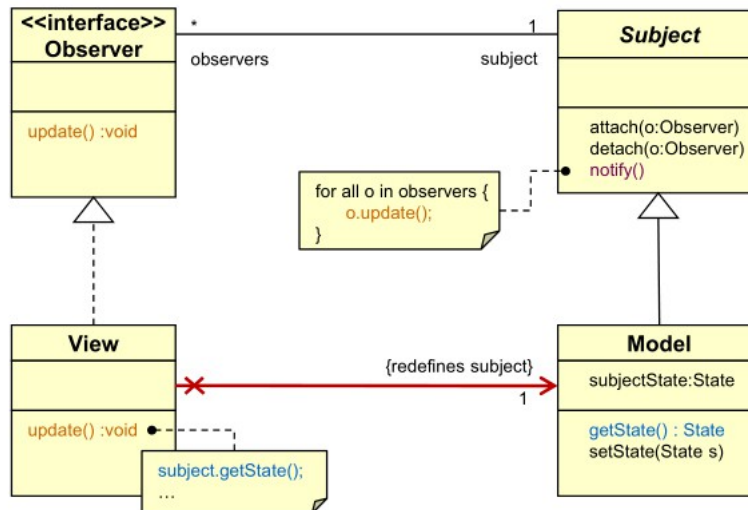 <<interface>>
Observer
update() :void
*
observers
1
subject
Subject
attach(o:Observer)
detach(o:Observer)
notify()
for all o in observers {
o.update();
}
View
update() :void
subject.getState();
...
{redefines subject}
1
Model
subjectState:State
getState() : State
setState(State s)